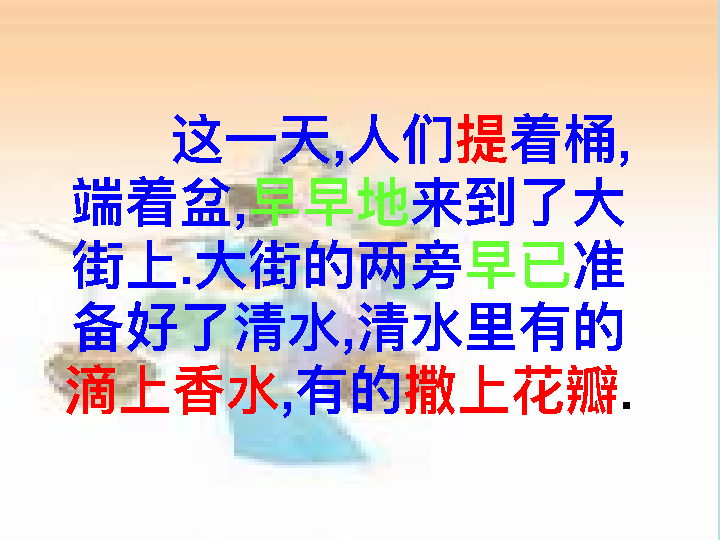 这一天,人们提着桶,
端着盆,早早地来到了大
街上.大街的两旁早已准
备好了清水,清水里有的
滴上香水,有的撒上花瓣.